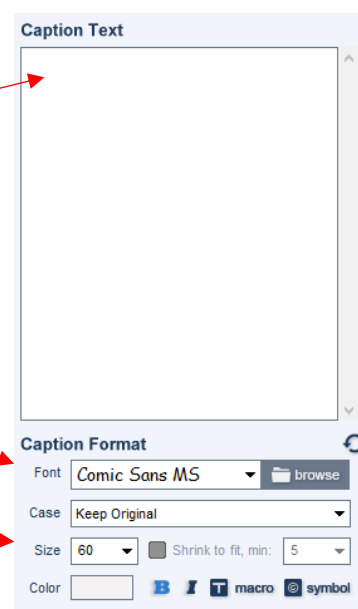 Caption Text
Caption Format
Font Comic Sans MS browse
Case Keep Original
Size 60 Shrink to fit, min: 5
Color B I T macro © symbol